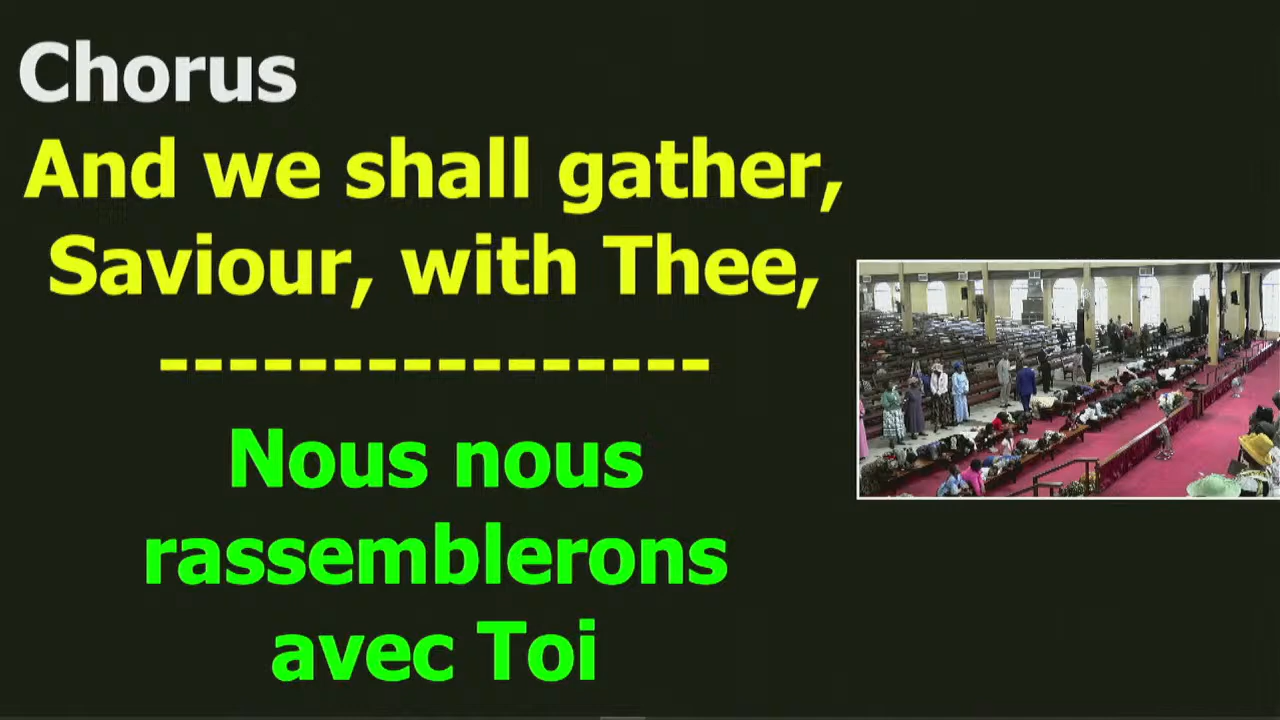 Chorus
And we shall gather,
Saviour, with Thee,
----------------
Nous nous
rassemblerons
avec Toi